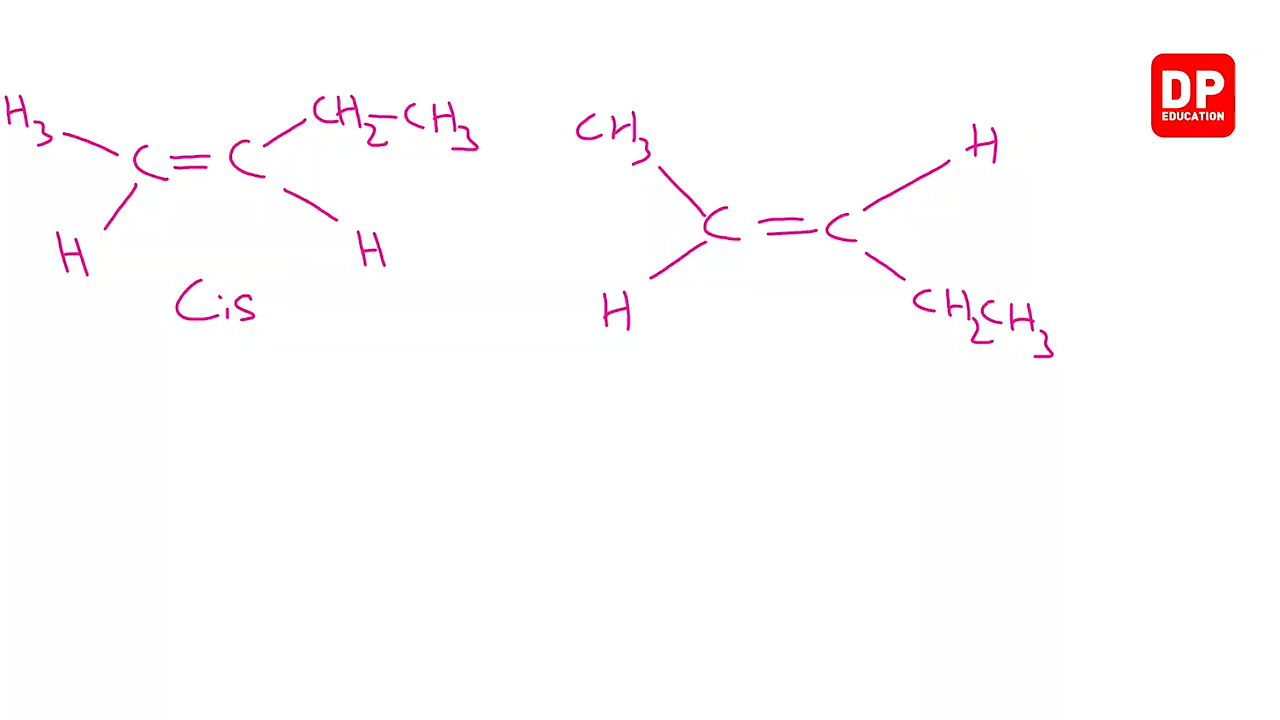 H3 C = C CH2-CH3
H H
Cis
CH3 H
C = C
H CH2CH3
DP
EDUCATION